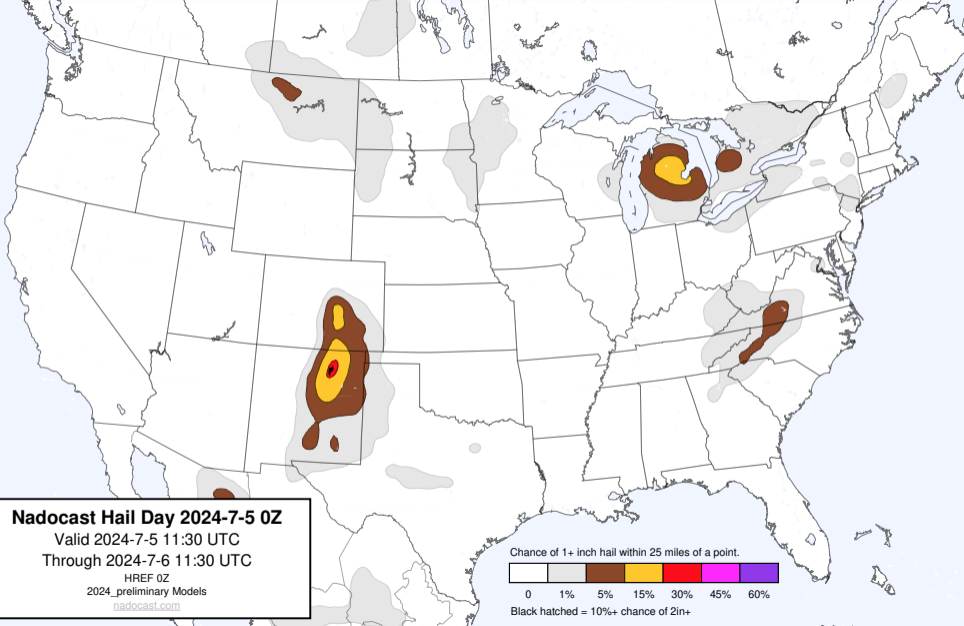 Nadocast Hail Day 2024-7-5 0Z
Valid 2024-7-5 11:30 UTC
Through 2024-7-6 11:30 UTC
HREF 0Z
2024_preliminary Models
nadocast.com
Chance of 1+ inch hail within 25 miles of a point.
0 1% 5% 15% 30% 45% 60%
Black hatched = 10%+ chance of 2in+